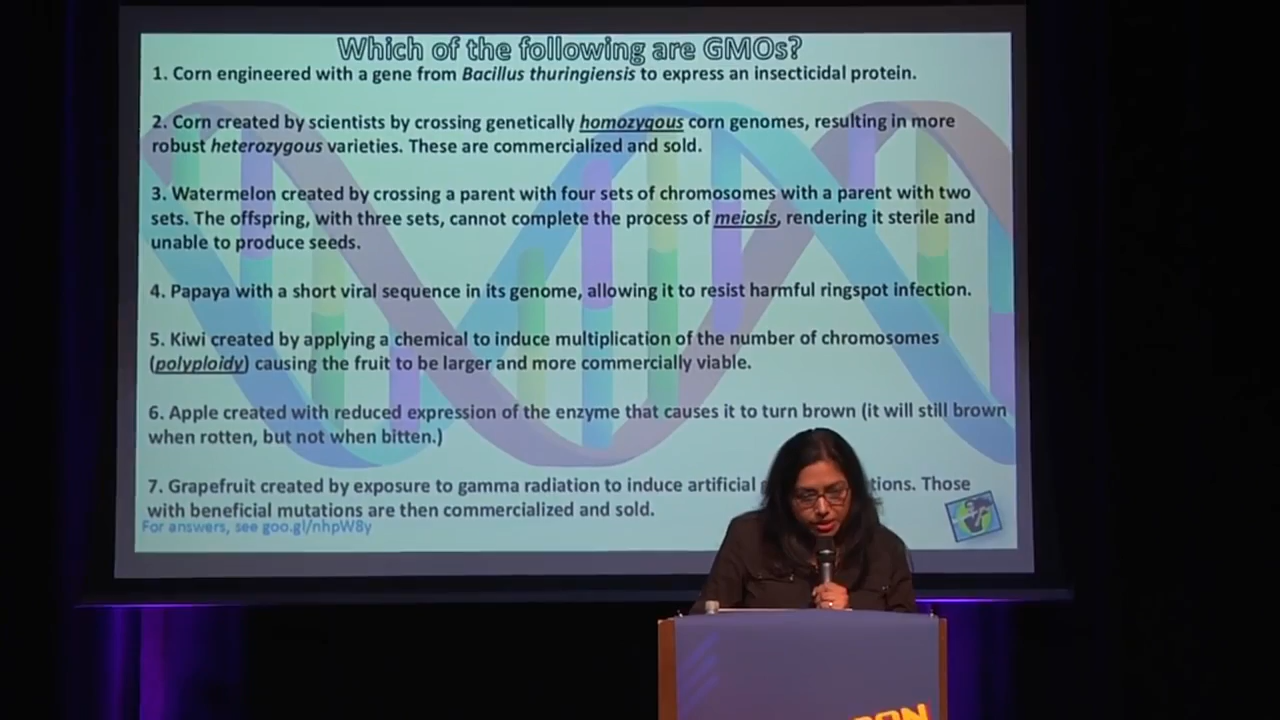 Which of the following are GMOs?
1. Corn engineered with a gene from Bacillus thuringiensis to express an insecticidal protein.
2. Corn created by scientists by crossing genetically homozygous corn genomes, resulting in more
robust heterozygous varieties. These are commercialized and sold.
3. Watermelon created by crossing a parent with four sets of chromosomes with a parent with two
sets. The offspring, with three sets, cannot complete the process of meiosis, rendering it sterile and
unable to produce seeds.
4. Papaya with a short viral sequence in its genome, allowing it to resist harmful ringspot infection.
5. Kiwi created by applying a chemical to induce multiplication of the number of chromosomes
(polyploidy) causing the fruit to be larger and more commercially viable.
6. Apple created with reduced expression of the enzyme that causes it to turn brown (it will still brown
when rotten, but not when bitten.)
7. Grapefruit created by exposure to gamma radiation to induce artificial tions. Those
with beneficial mutations are then commercialized and sold.
For answers, see goo.gl/nhpW8y